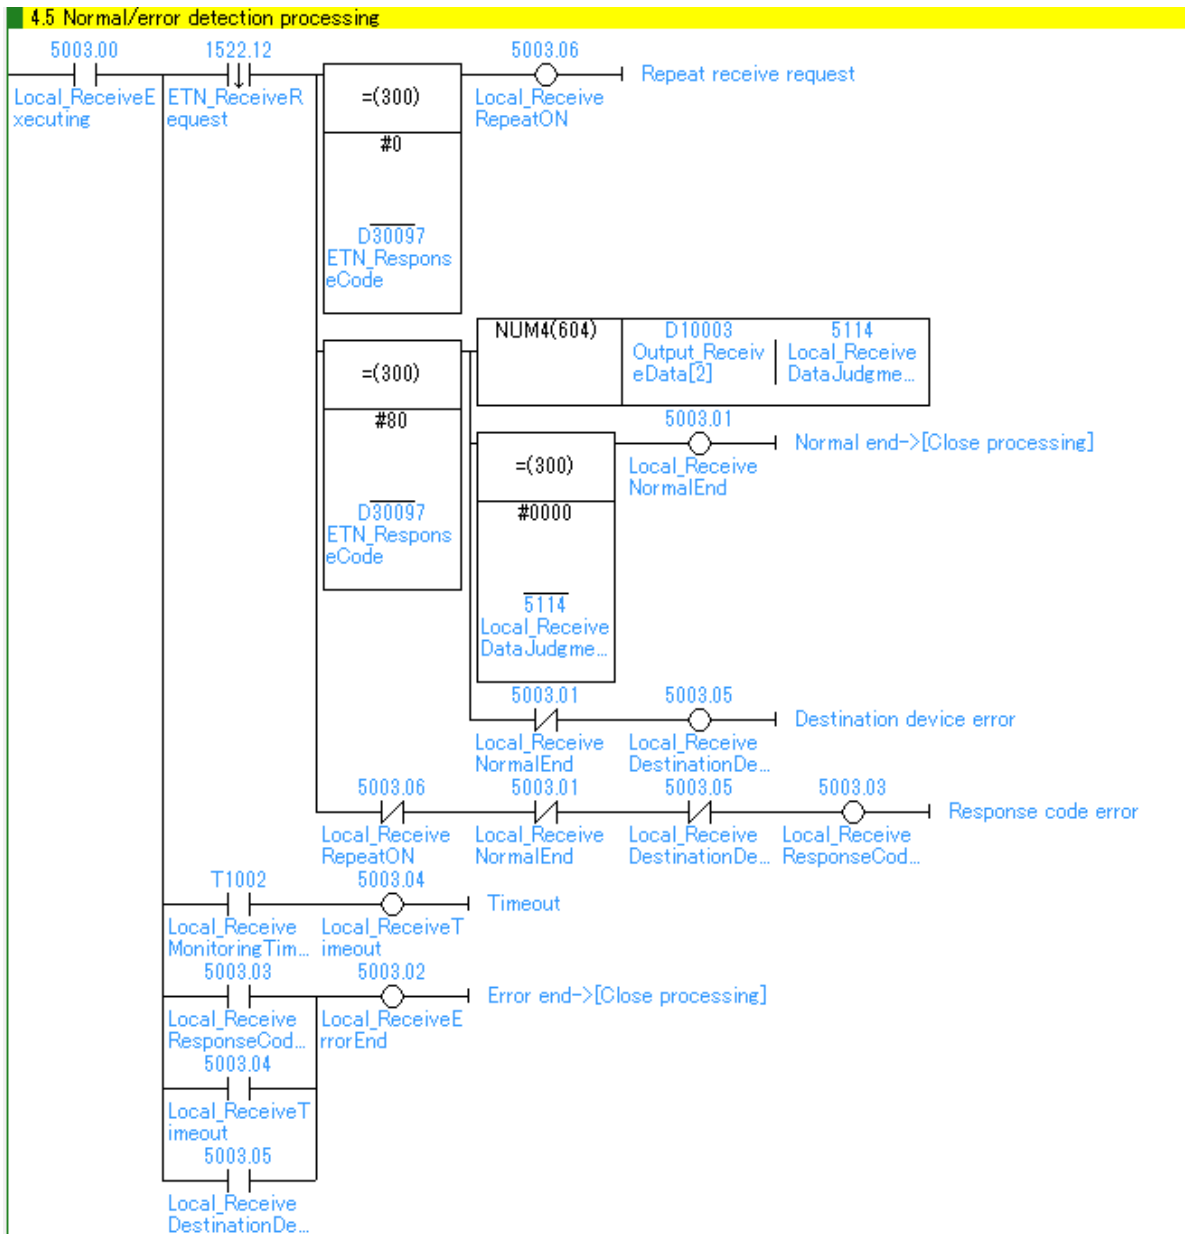 4.5 Normal/error detection processing
5003.00 1522.12 5003.06
Repeat receive request
Local_ReceiveE ETN_ReceiveR =(300) Local_Receive
xecuting equest RepeatON
#0
D30097
ETN_Respons
eCode
NUM4(604) D10003 5114
Output_Receiv Local_Receive
eData[2] DataJudgme...
=(300)
#80 5003.01
Normal end->[Close processing]
=(300) Local_Receive
NormalEnd
D30097 #0000
ETN_Respons
eCode
5114
Local_Receive
DataJudgme...
5003.01 5003.05
Destination device error
Local_Receive Local_Receive
NormalEnd DestinationDe...
5003.06 5003.01 5003.05 5003.03
Response code error
Local_Receive Local_Receive Local_Receive Local_Receive
RepeatON NormalEnd DestinationDe... ResponseCod...
T1002 5003.04
Timeout
Local_Receive Local_ReceiveT
MonitoringTim... imeout
5003.03 5003.02
Error end->[Close processing]
Local_Receive Local_ReceiveE
ResponseCod... rrorEnd
5003.04
Local_ReceiveT
imeout
5003.05
Local_Receive
DestinationDe...